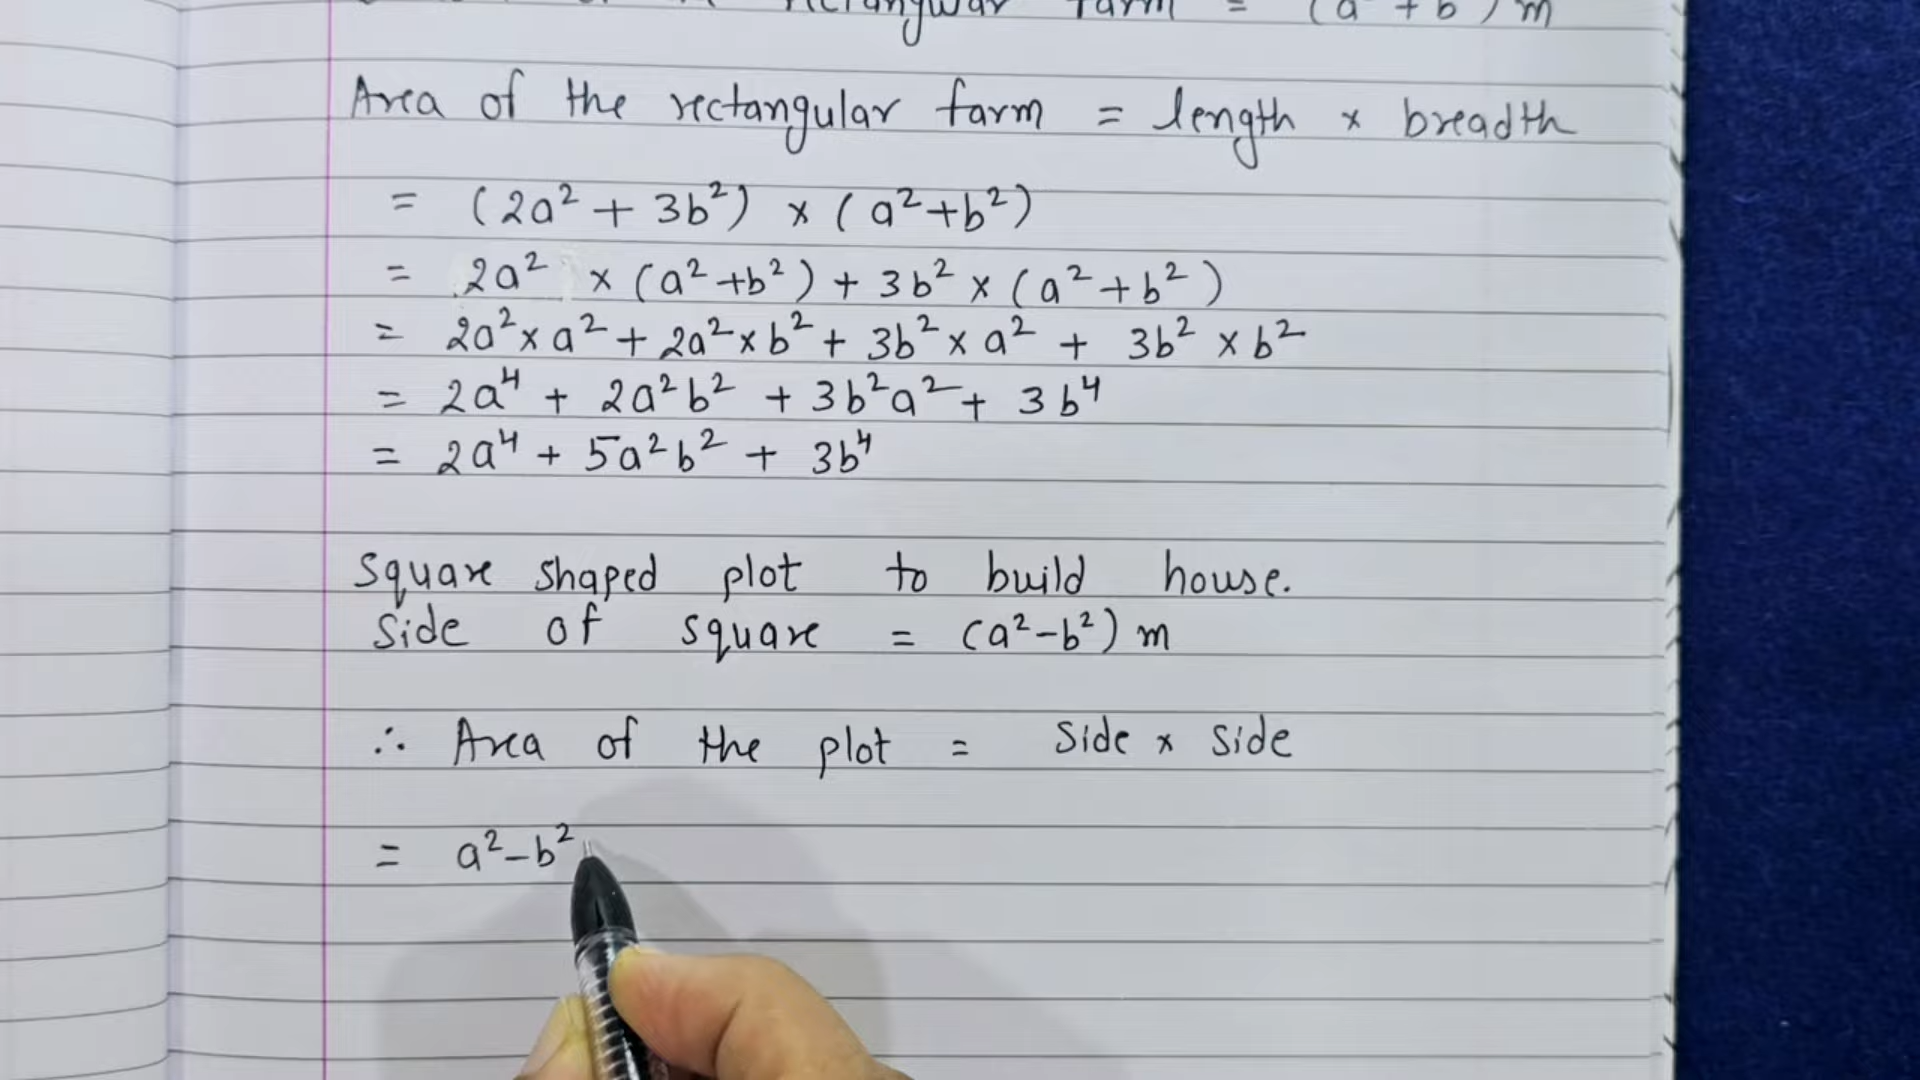 rectangular farm = (a + b ) m
Area of the rectangular farm = length × breadth
= (2a² + 3b²) × (a²+b²)
= 2a² × (a²+b²) + 3b² × (a²+b²)
= 2a²×a² + 2a²×b² + 3b²×a² + 3b²×b²
= 2a⁴ + 2a²b² + 3b²a² + 3b⁴
= 2a⁴ + 5a²b² + 3b⁴
Square shaped plot to build house.
Side of square = (a²-b²) m
∴ Area of the plot = Side × Side
= a²-b²